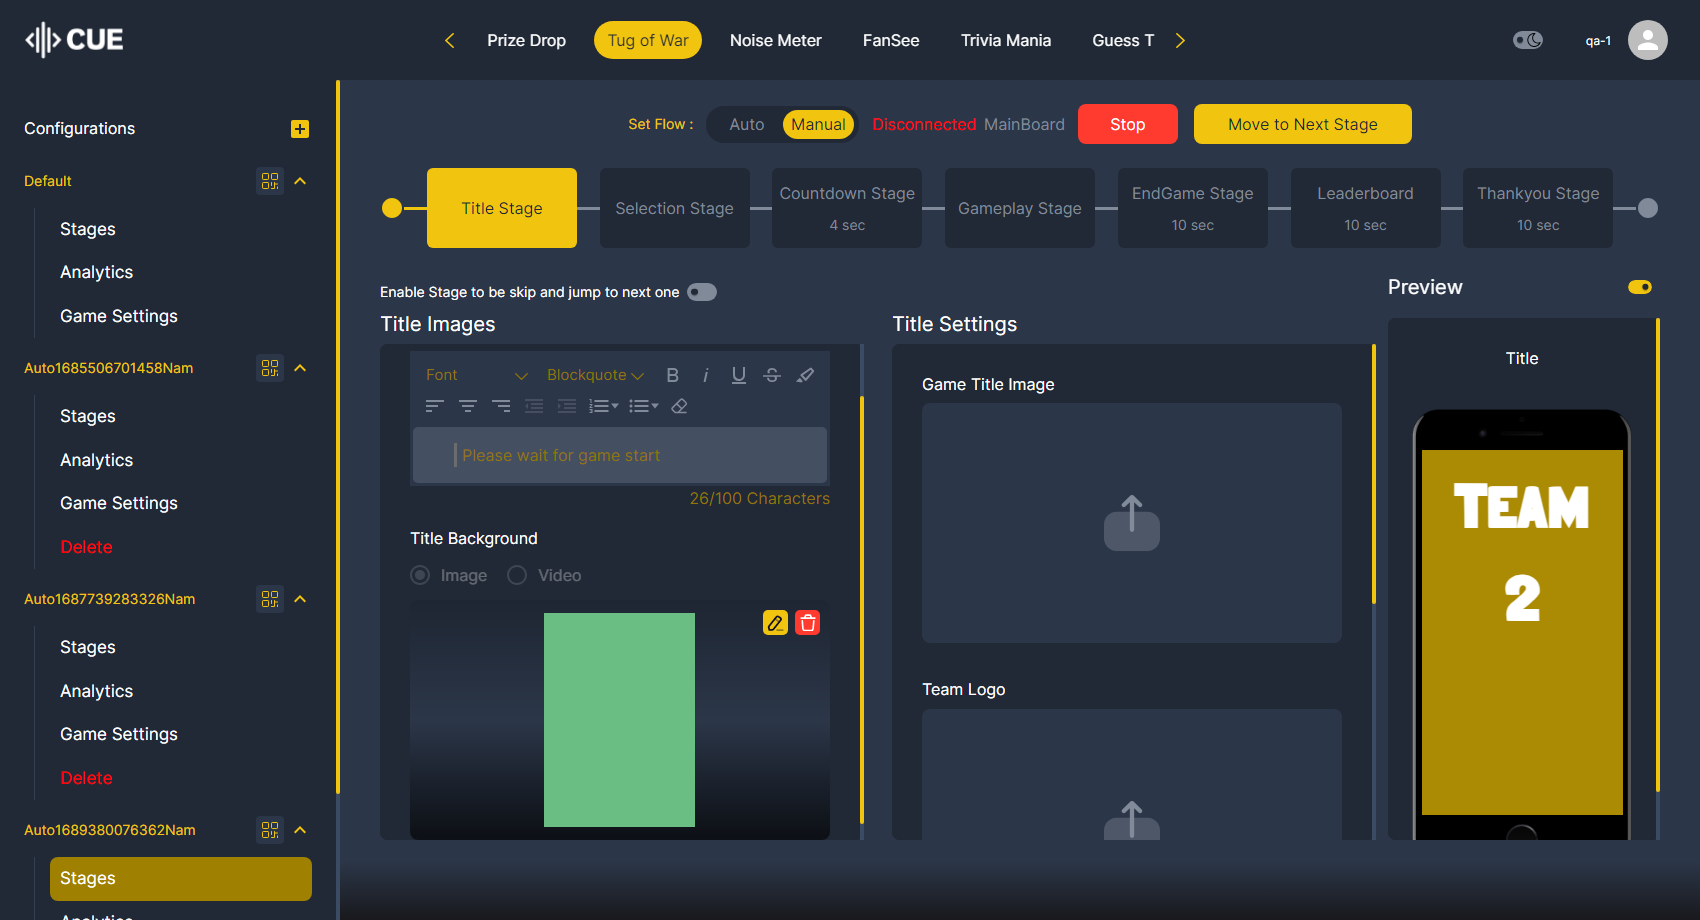 CUE
Prize Drop
Tug of War
Noise Meter
FanSee
Trivia Mania
Guess T
qa-1
Configurations
Default
Stages
Analytics
Game Settings
Auto1685506701458Nam
Stages
Analytics
Game Settings
Delete
Auto1687739283326Nam
Stages
Analytics
Game Settings
Delete
Auto1689380076362Nam
Stages
Analytics
Set Flow :
Auto
Manual
Disconnected MainBoard
Stop
Move to Next Stage
Title Stage
Selection Stage
Countdown Stage
4 sec
Gameplay Stage
EndGame Stage
10 sec
Leaderboard
10 sec
Thankyou Stage
10 sec
Enable Stage to be skip and jump to next one
Title Images
Font
Blockquote
B i U S
Please wait for game start
26/100 Characters
Title Background
Image
Video
Title Settings
Game Title Image
Team Logo
Preview
Title
TEAM
2